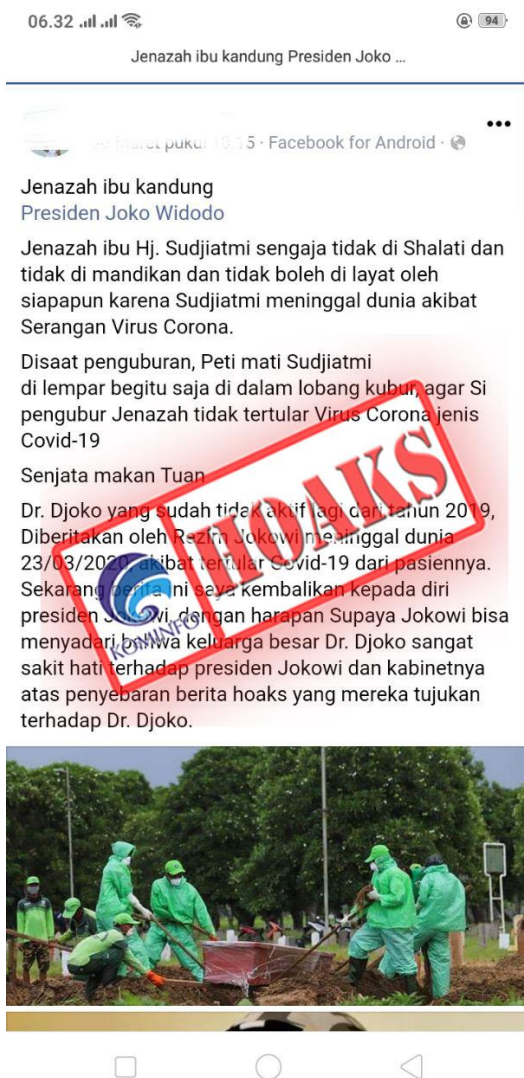 06.32
94
Jenazah ibu kandung Presiden Joko ...
Maret pukul 5 · Facebook for Android ·
Jenazah ibu kandung
Presiden Joko Widodo
Jenazah ibu Hj. Sudjiatmi sengaja tidak di Shalati dan
tidak di mandikan dan tidak boleh di layat oleh
siapapun karena Sudjiatmi meninggal dunia akibat
Serangan Virus Corona.
Disaat penguburan, Peti mati Sudjiatmi
di lempar begitu saja di dalam lobang kubur, agar Si
pengubur Jenazah tidak tertular Virus Corona jenis
Covid-19
Senjata makan Tuan
Dr. Djoko yang sudah tidak aktif lagi dari tahun 2019,
Diberitakan oleh Rezim Jokowi meninggal dunia
23/03/2020, akibat tertular Covid-19 dari pasiennya.
Sekarang berita ini saya kembalikan kepada diri
presiden Jokowi, dengan harapan Supaya Jokowi bisa
menyadari bahwa keluarga besar Dr. Djoko sangat
sakit hati terhadap presiden Jokowi dan kabinetnya
atas penyebaran berita hoaks yang mereka tujukan
terhadap Dr. Djoko.
HOAKS
KOMINFO